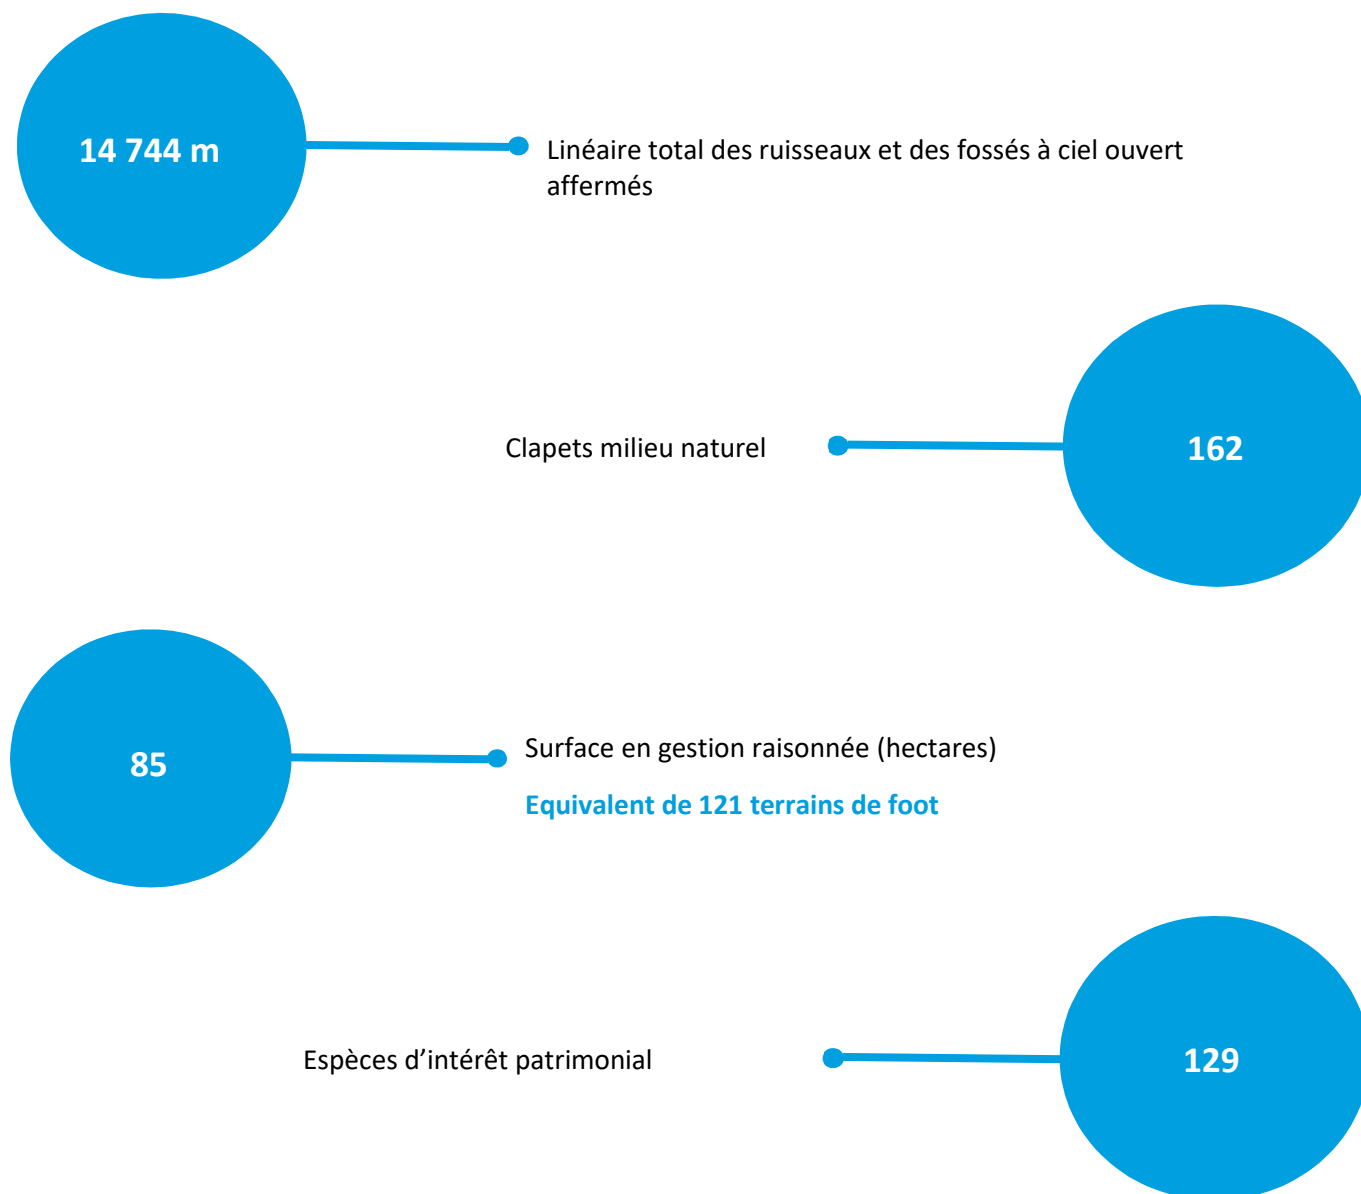 14 744 m
Linéaire total des ruisseaux et des fossés à ciel ouvert
affermés
Clapets milieu naturel
162
85
Surface en gestion raisonnée (hectares)
Equivalent de 121 terrains de foot
Espèces d’intérêt patrimonial
129